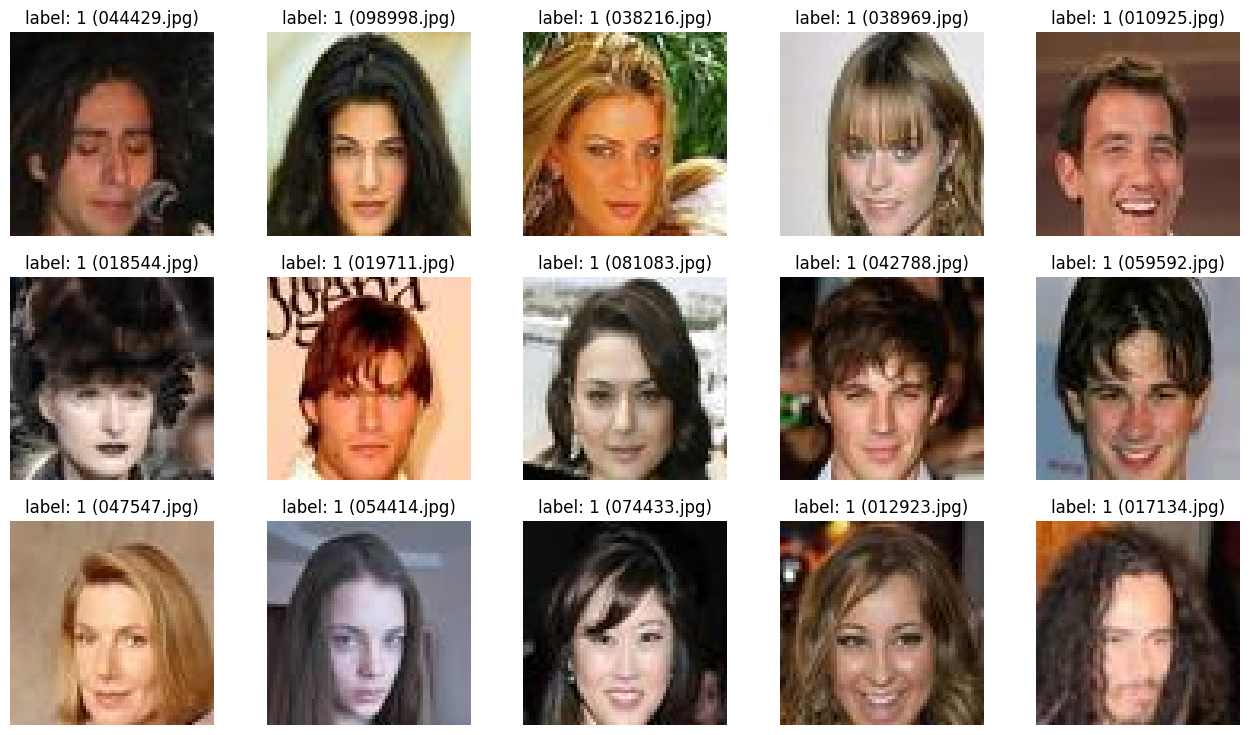 label: 1 (044429.jpg)
label: 1 (098998.jpg)
label: 1 (038216.jpg)
label: 1 (038969.jpg)
label: 1 (010925.jpg)
label: 1 (018544.jpg)
label: 1 (019711.jpg)
label: 1 (081083.jpg)
label: 1 (042788.jpg)
label: 1 (059592.jpg)
label: 1 (047547.jpg)
label: 1 (054414.jpg)
label: 1 (074433.jpg)
label: 1 (012923.jpg)
label: 1 (017134.jpg)